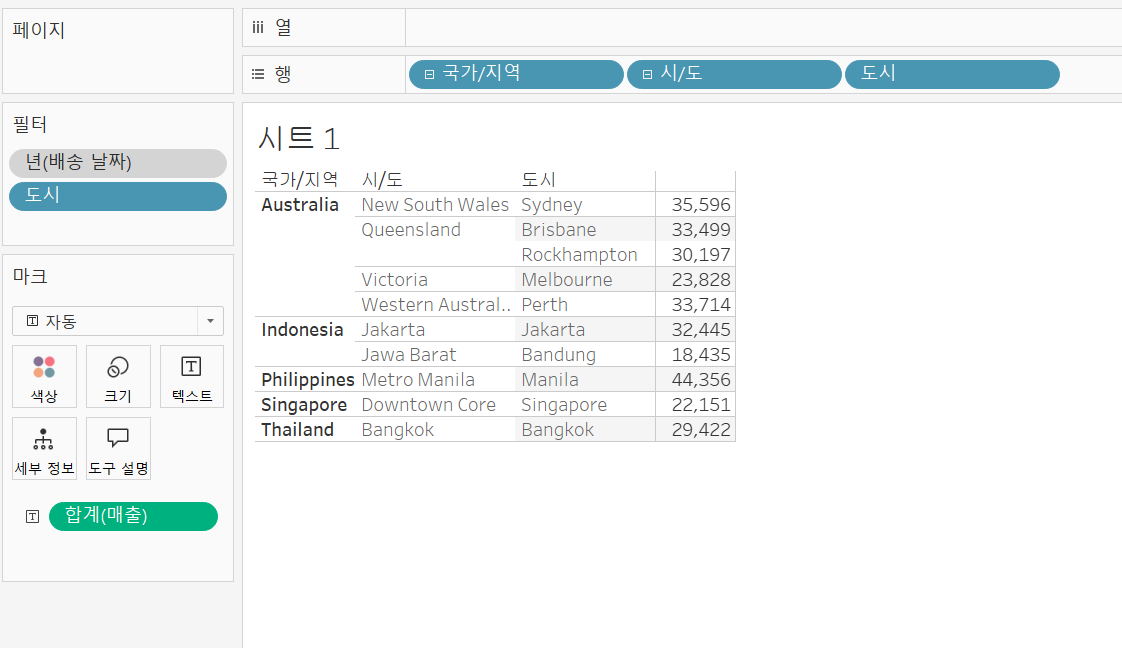 페이지
iii 열
행 국가/지역 시/도 도시
필터
년(배송 날짜)
도시
마크
자동
색상 크기 텍스트
세부 정보 도구 설명
합계(매출)
시트 1
국가/지역 시/도 도시
Australia New South Wales Sydney 35,596
Queensland Brisbane 33,499
Rockhampton 30,197
Victoria Melbourne 23,828
Western Austral.. Perth 33,714
Indonesia Jakarta Jakarta 32,445
Jawa Barat Bandung 18,435
Philippines Metro Manila Manila 44,356
Singapore Downtown Core Singapore 22,151
Thailand Bangkok Bangkok 29,422